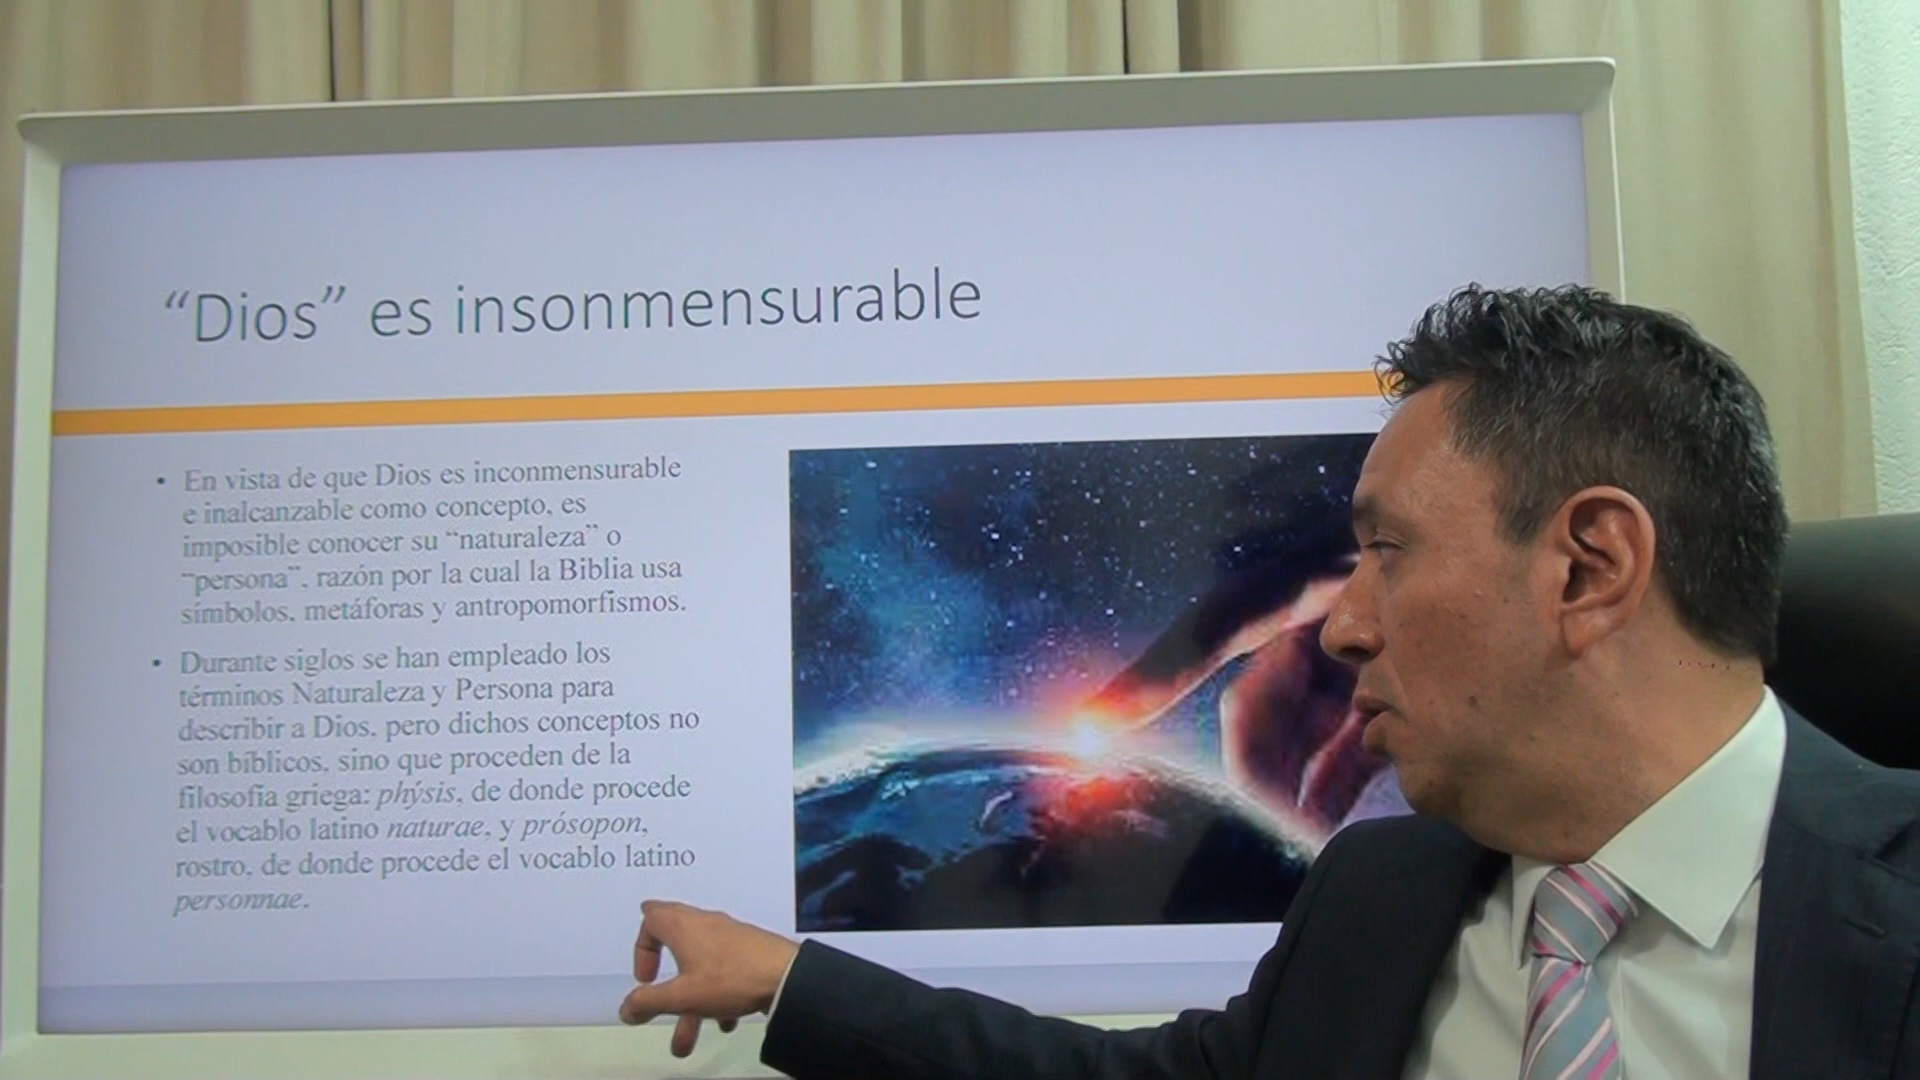 “Dios” es insonmensurable
• En vista de que Dios es inconmensurable
e inalcanzable como concepto, es
imposible conocer su “naturaleza” o
“persona”, razón por la cual la Biblia usa
símbolos, metáforas y antropomorfismos.
• Durante siglos se han empleado los
términos Naturaleza y Persona para
describir a Dios, pero dichos conceptos no
son bíblicos, sino que proceden de la
filosofía griega: phýsis, de donde procede
el vocablo latino naturae, y prósopon,
rostro, de donde procede el vocablo latino
personnae.